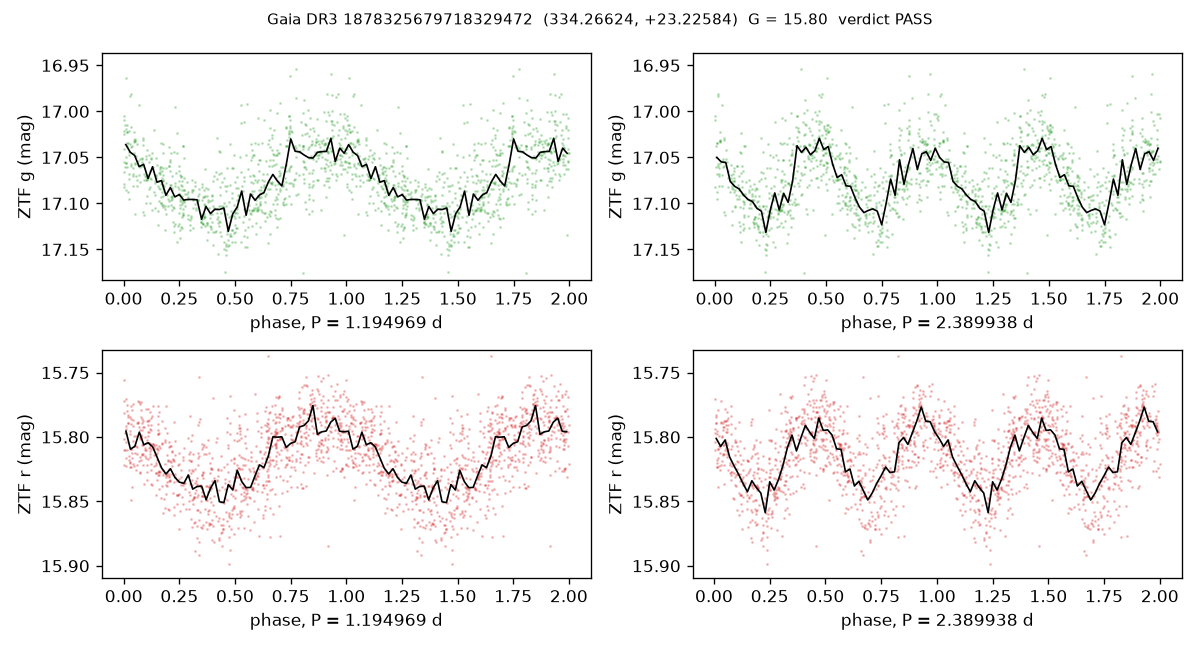 Gaia DR3 1878325679718329472  (334.26624, +23.22584)  G = 15.80  verdict PASS
ZTF g (mag)
16.95
17.00
17.05
17.10
17.15
0.00 0.25 0.50 0.75 1.00 1.25 1.50 1.75 2.00
phase, P = 1.194969 d
ZTF g (mag)
16.95
17.00
17.05
17.10
17.15
0.00 0.25 0.50 0.75 1.00 1.25 1.50 1.75 2.00
phase, P = 2.389938 d
ZTF r (mag)
15.75
15.80
15.85
15.90
0.00 0.25 0.50 0.75 1.00 1.25 1.50 1.75 2.00
phase, P = 1.194969 d
ZTF r (mag)
15.75
15.80
15.85
15.90
0.00 0.25 0.50 0.75 1.00 1.25 1.50 1.75 2.00
phase, P = 2.389938 d